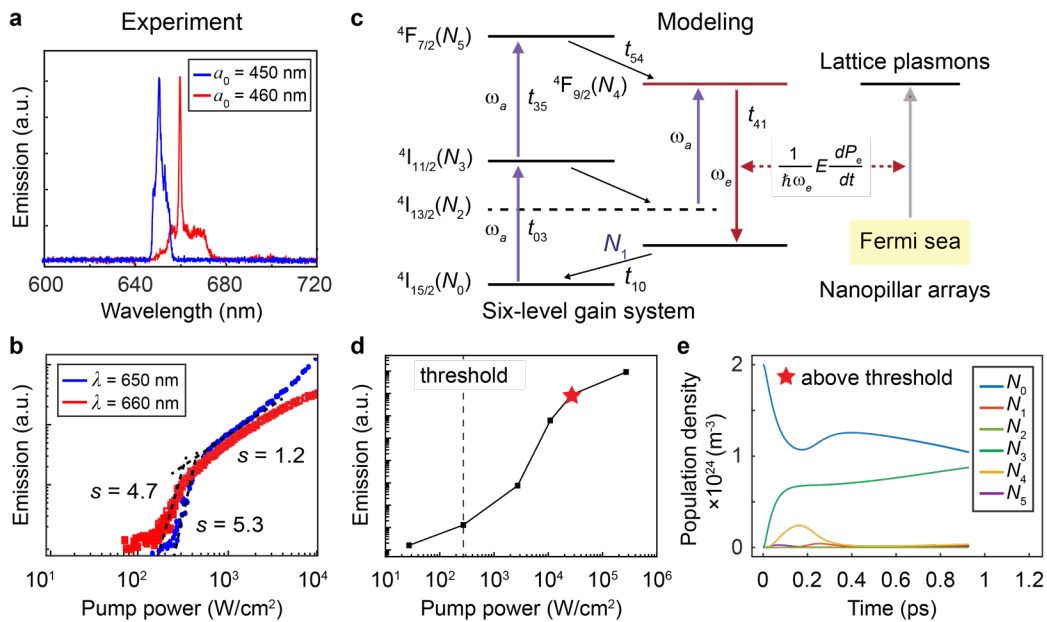 Experiment
Modeling
a
Emission (a.u.)
a₀ = 450 nm
a₀ = 460 nm
600 640 680 720
Wavelength (nm)
b
Emission (a.u.)
λ = 650 nm
λ = 660 nm
s = 4.7
s = 1.2
s = 5.3
10¹ 10² 10³ 10⁴
Pump power (W/cm²)
c
⁴F₇/₂(N₅)
t₅₄
⁴F₉/₂(N₄)
Lattice plasmons
ωₐ t₃₅
ωₐ
t₄₁
⁴I₁₁/₂(N₃)
ωₑ
1/ħωₑ E dPₑ/dt
⁴I₁₃/₂(N₂)
ωₐ t₀₃
N₁
Fermi sea
t₁₀
⁴I₁₅/₂(N₀)
Six-level gain system
Nanopillar arrays
d
Emission (a.u.)
threshold
10¹ 10² 10³ 10⁴ 10⁵ 10⁶
Pump power (W/cm²)
e
Population density
×10²⁴ (m⁻³)
2
1
0
above threshold
N₀
N₁
N₂
N₃
N₄
N₅
0 0.2 0.4 0.6 0.8 1 1.2
Time (ps)